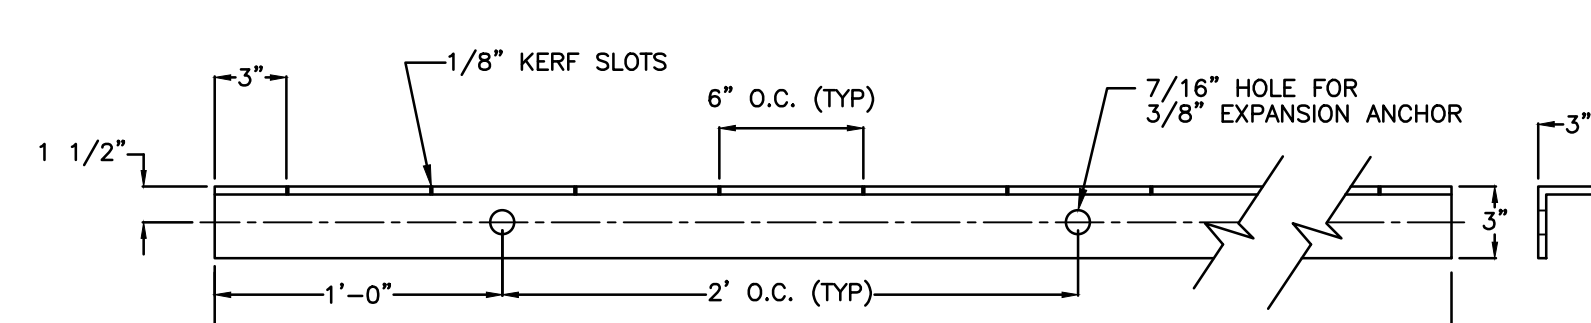 1/8" KERF SLOTS
3"
6" O.C. (TYP)
7/16" HOLE FOR
3/8" EXPANSION ANCHOR
3"
1 1/2"
3"
1'-0"
2' O.C. (TYP)